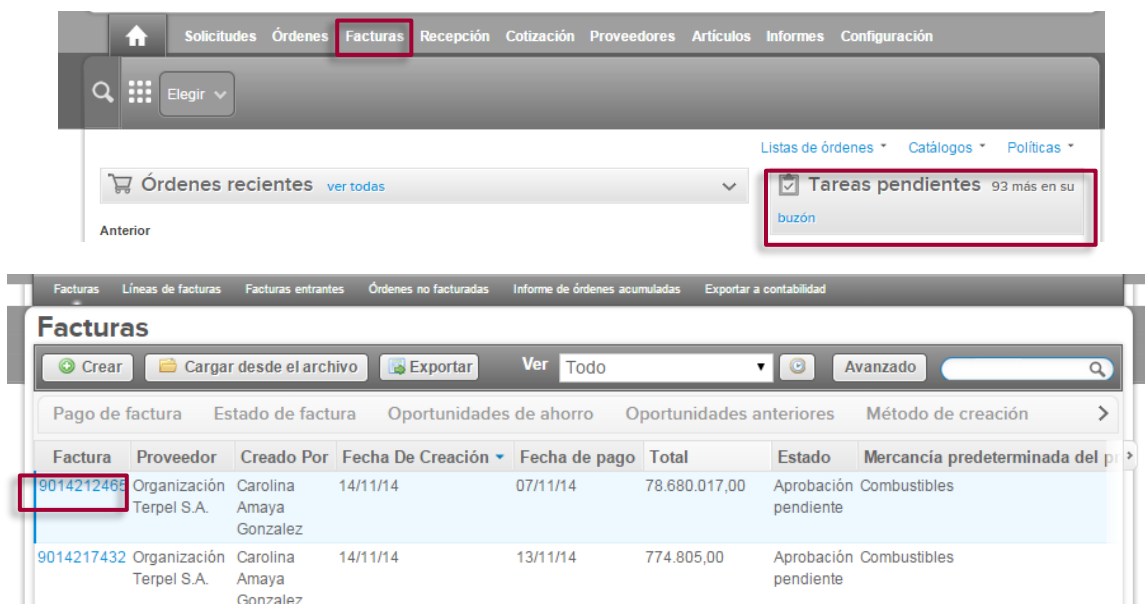 Solicitudes Órdenes Facturas Recepción Cotización Proveedores Artículos Informes Configuración
Elegir
Listas de órdenes Catálogos Políticas
Órdenes recientes ver todas
Tareas pendientes 93 más en su
buzón
Anterior
Facturas Líneas de facturas Facturas entrantes Órdenes no facturadas Informe de órdenes acumuladas Exportar a contabilidad
Facturas
Crear Cargar desde el archivo Exportar Ver Todo Avanzado
Pago de factura Estado de factura Oportunidades de ahorro Oportunidades anteriores Método de creación
Factura Proveedor Creado Por Fecha De Creación Fecha de pago Total Estado Mercancía predeterminada del
9014212465 Organización Carolina 14/11/14 07/11/14 78.680.017,00 Aprobación Combustibles
Terpel S.A. Amaya pendiente
Gonzalez
9014217432 Organización Carolina 14/11/14 13/11/14 774.805,00 Aprobación Combustibles
Terpel S.A. Amaya pendiente
Gonzalez